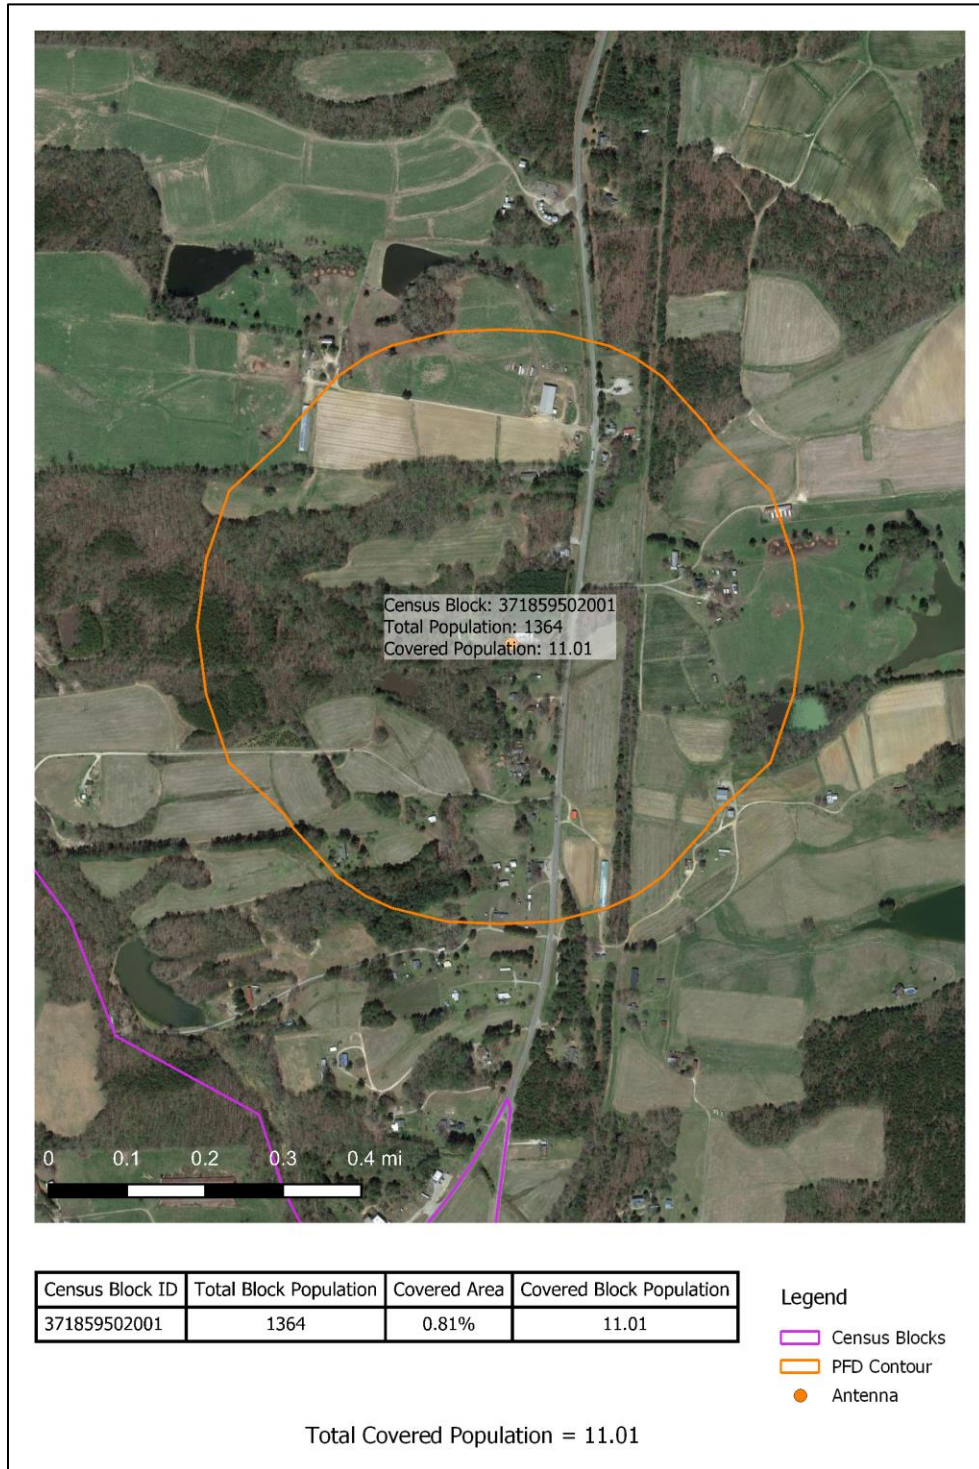 Census Block: 371859502001
Total Population: 1364
Covered Population: 11.01
0 0.1 0.2 0.3 0.4 mi
Census Block ID Total Block Population Covered Area Covered Block Population
371859502001 1364 0.81% 11.01
Legend
Census Blocks
PFD Contour
Antenna
Total Covered Population = 11.01